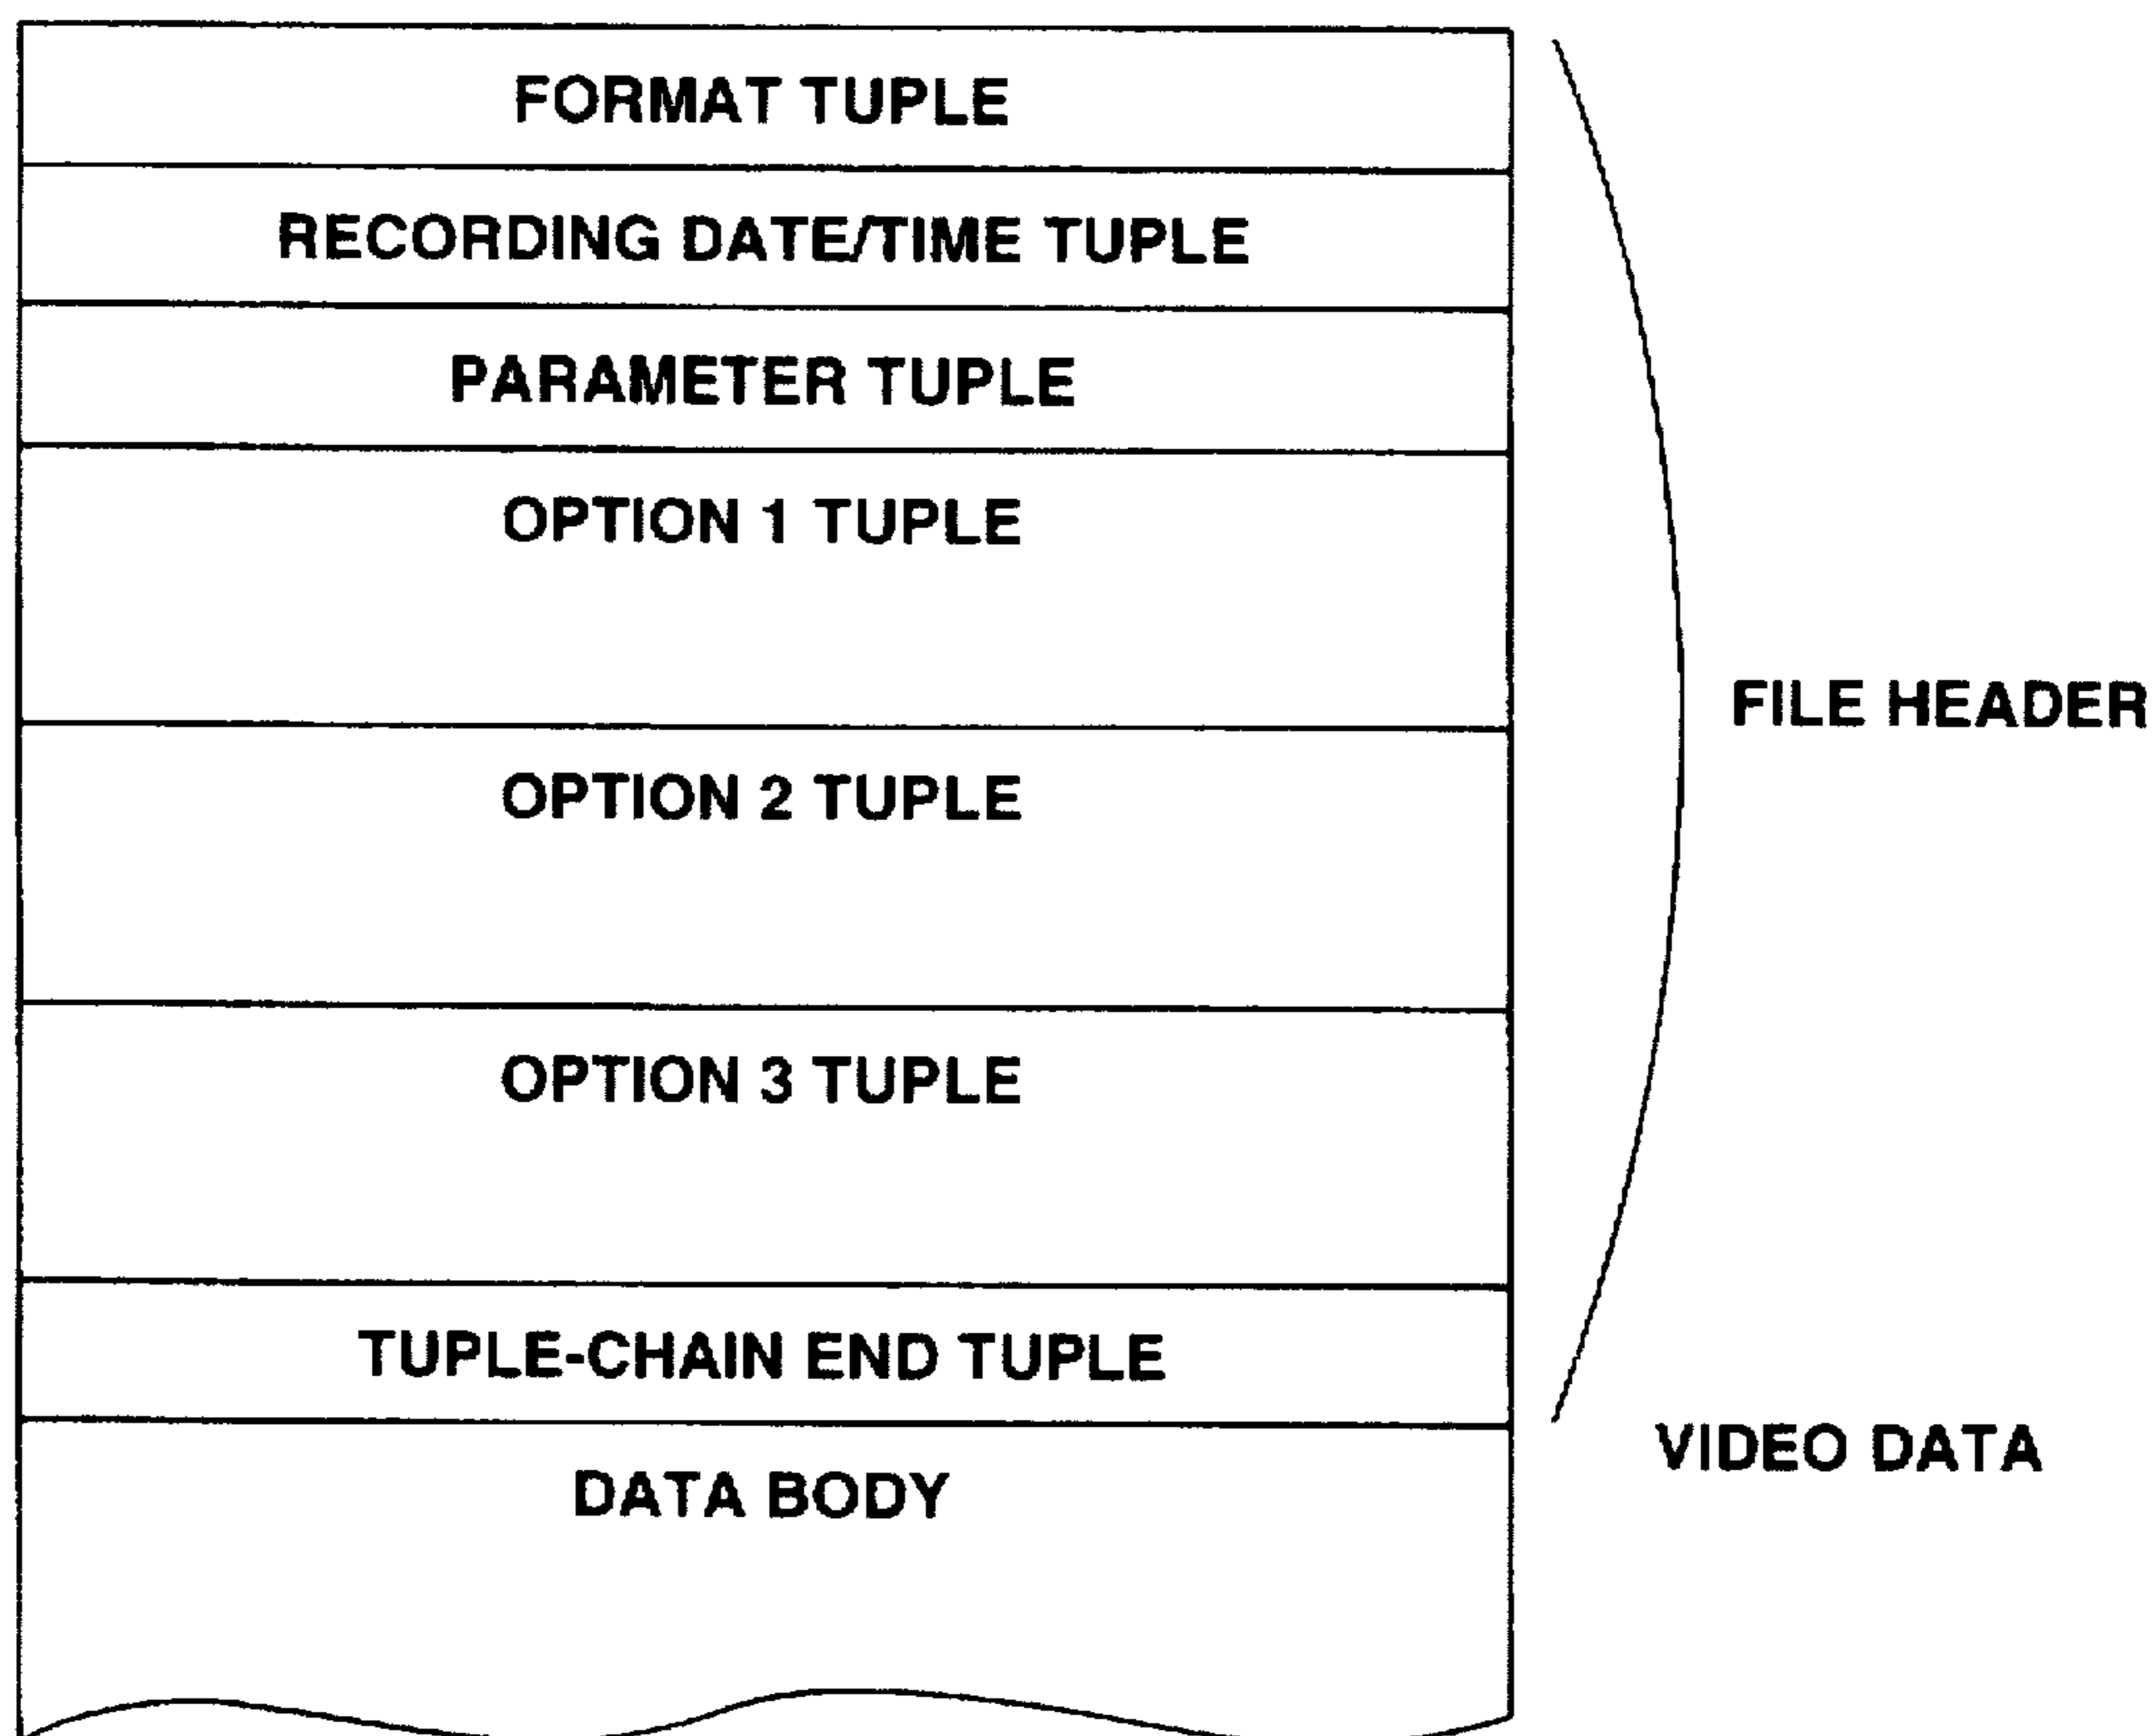 FORMAT TUPLE
RECORDING DATE/TIME TUPLE
PARAMETER TUPLE
OPTION 1 TUPLE
FILE HEADER
OPTION 2 TUPLE
OPTION 3 TUPLE
TUPLE-CHAIN END TUPLE
VIDEO DATA
DATA BODY